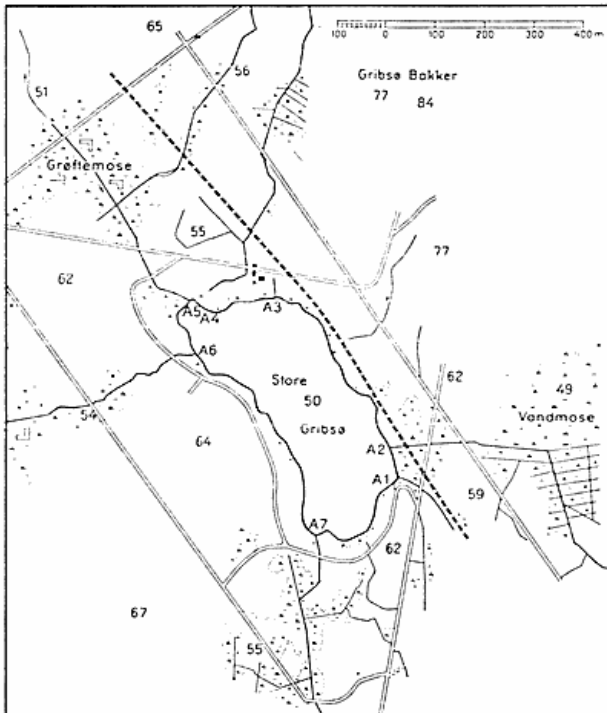 65
100 0 100 200 300 400 m
56
Gribsø Bakker
77
84
51
Grøftemose
55
77
62
A5
A4
A3
A6
Store
62
49
50
Vandmose
54
Gribsø
64
A2
A1
59
A7
62
67
55